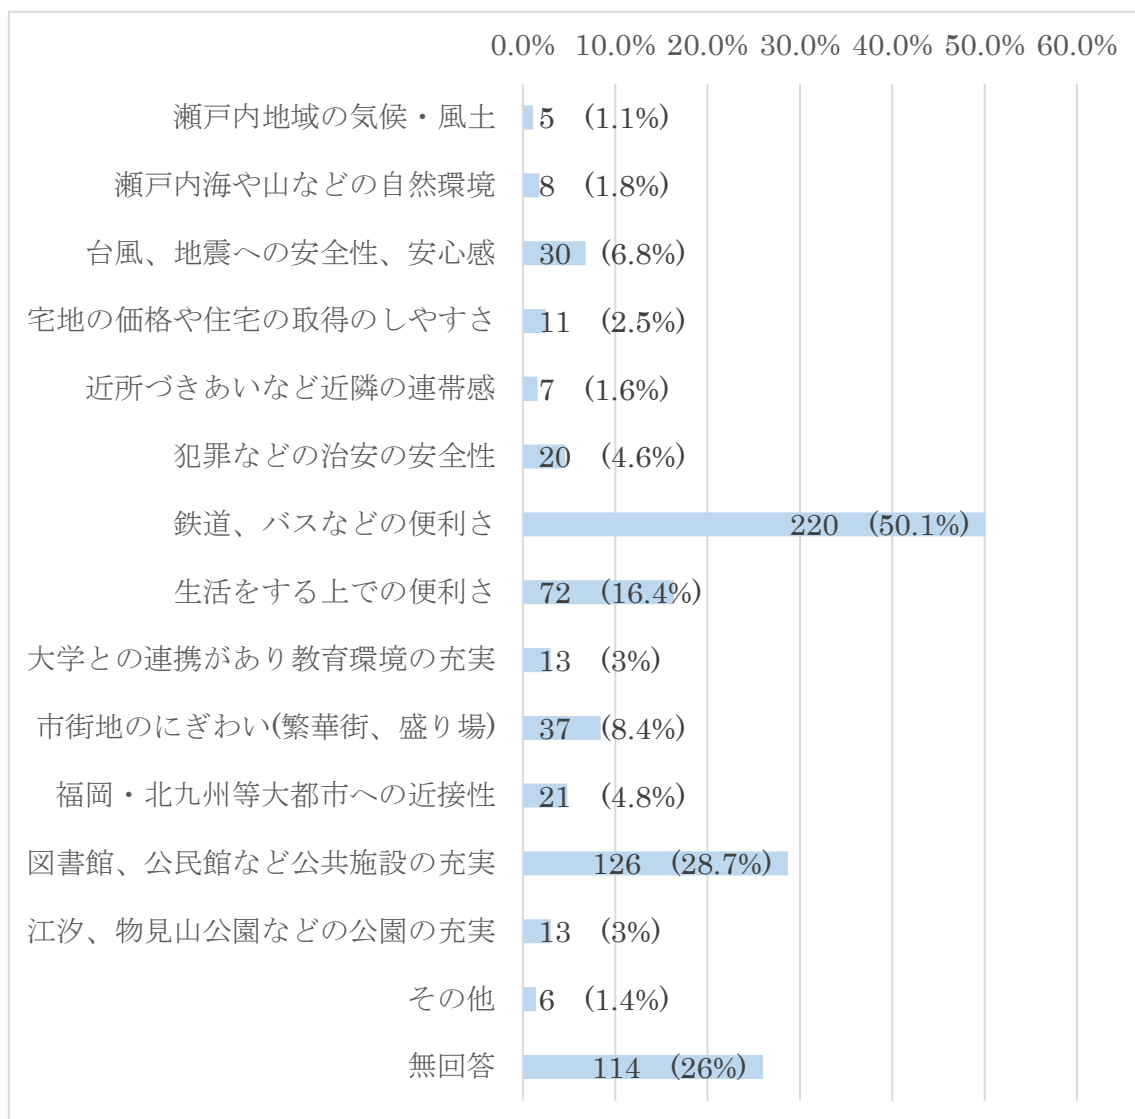 0.0% 10.0% 20.0% 30.0% 40.0% 50.0% 60.0%
瀬戸内地域の気候・風土 5 (1.1%)
瀬戸内海や山などの自然環境 8 (1.8%)
台風、地震への安全性、安心感 30 (6.8%)
宅地の価格や住宅の取得のしやすさ 11 (2.5%)
近所づきあいなど近隣の連帯感 7 (1.6%)
犯罪などの治安の安全性 20 (4.6%)
鉄道、バスなどの便利さ 220 (50.1%)
生活をする上での便利さ 72 (16.4%)
大学との連携があり教育環境の充実 13 (3%)
市街地のにぎわい(繁華街、盛り場) 37 (8.4%)
福岡・北九州等大都市への近接性 21 (4.8%)
図書館、公民館など公共施設の充実 126 (28.7%)
江汐、物見山公園などの公園の充実 13 (3%)
その他 6 (1.4%)
無回答 114 (26%)